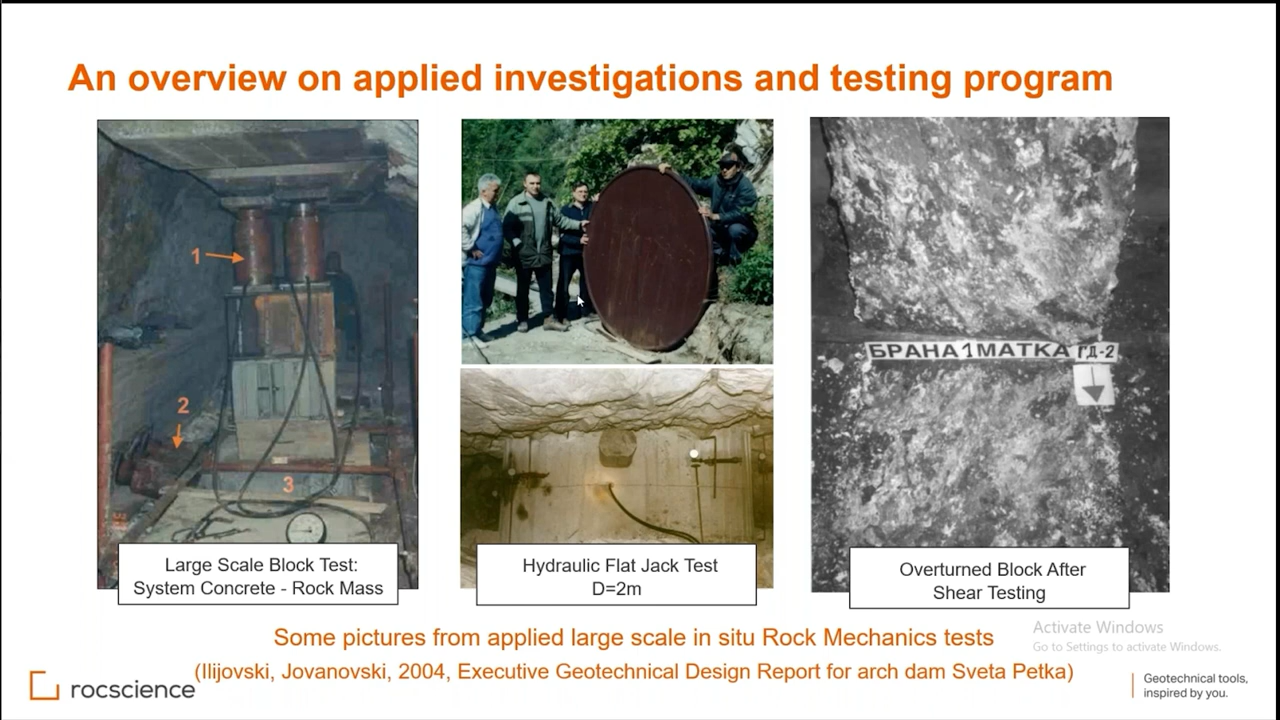 An overview on applied investigations and testing program
1
2
3
Large Scale Block Test:
System Concrete - Rock Mass
Hydraulic Flat Jack Test
D=2m
БРАНА 1 МАТКА ГД-2
Overturned Block After
Shear Testing
Some pictures from applied large scale in situ Rock Mechanics tests
(Ilijovski, Jovanovski, 2004, Executive Geotechnical Design Report for arch dam Sveta Petka)
Activate Windows
Go to Settings to activate Windows.
rocscience
Geotechnical tools,
inspired by you.